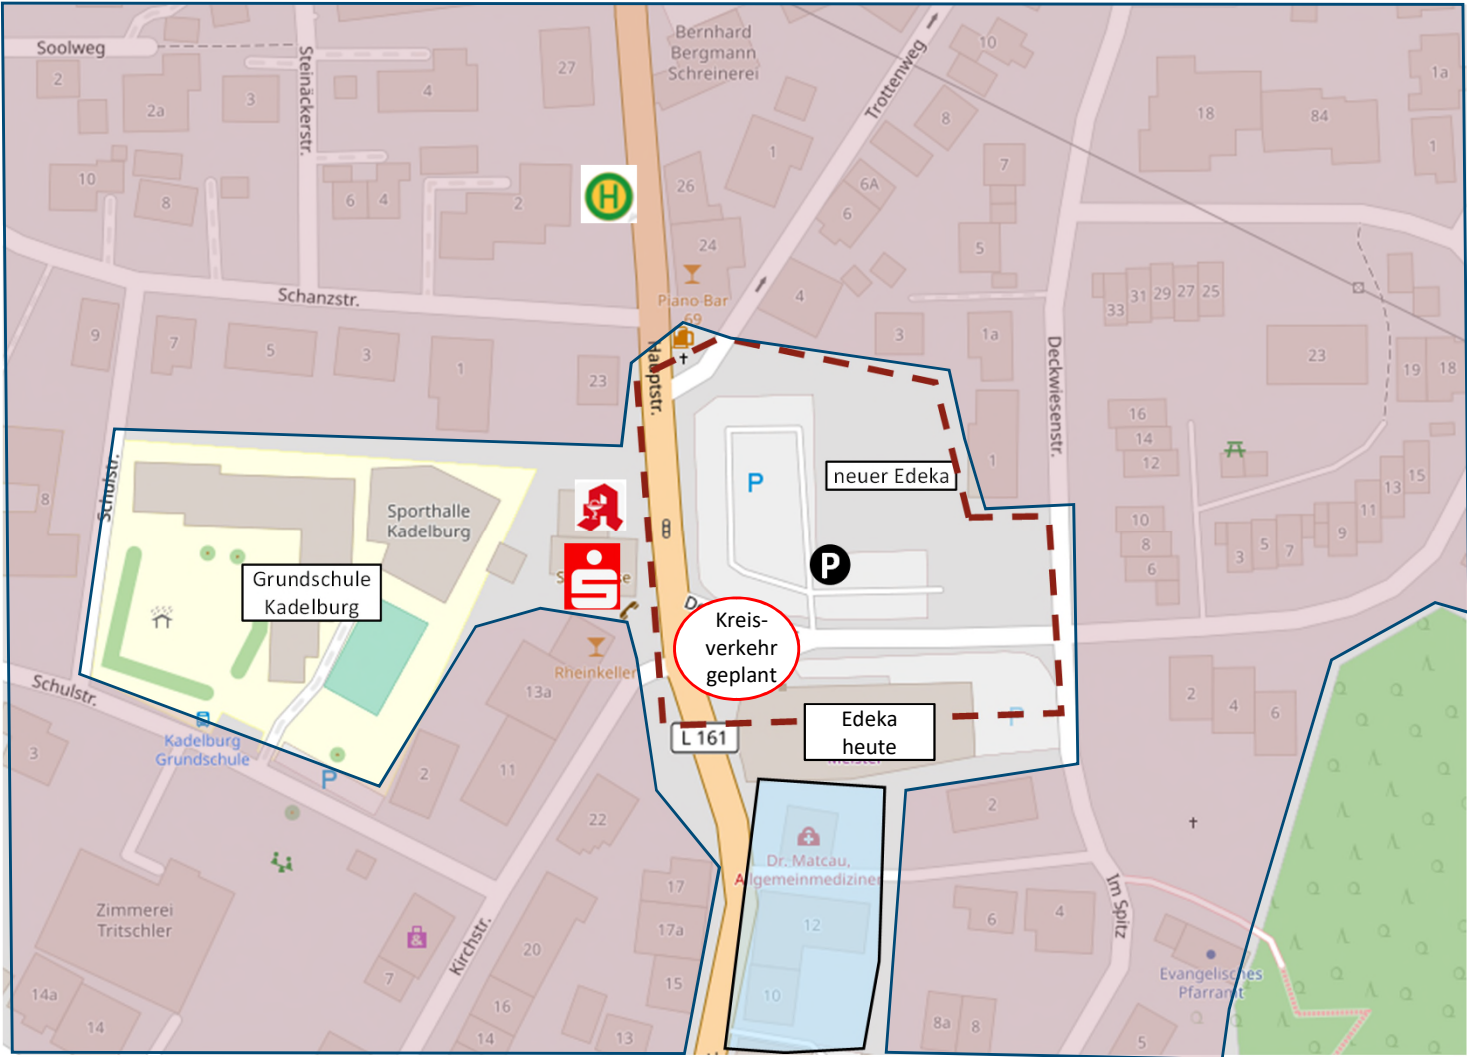 Soolweg
2
2a
3
Steinäckerstr.
4
27
Bernhard
Bergmann
Schreinerei
Trottenweg
10
8
18
84
1a
1
10
8
6
4
2
H
26
1
6A
6
7
5
24
Piano Bar
69
4
33
31
29
27
25
Schanzstr.
9
7
5
3
1
23
Hauptstr.
3
1a
Deckwiesenstr.
23
19
18
16
14
12
1
15
13
11
9
7
5
3
10
8
6
8
Schulstr.
Sporthalle
Kadelburg
Grundschule
Kadelburg
P
neuer Edeka
P
De
Kreis-
verkehr
geplant
Rheinkeller
13a
Schulstr.
Kadelburg
Grundschule
P
3
2
11
L 161
Edeka
heute
P
2
4
6
2
22
Dr. Matcau,
Allgemeinmediziner
17
17a
15
12
10
Zimmerei
Tritschler
7
20
Kirchstr.
16
14
13
14a
14
6
4
Im Spitz
Evangelisches
Pfarramt
8a
8
5